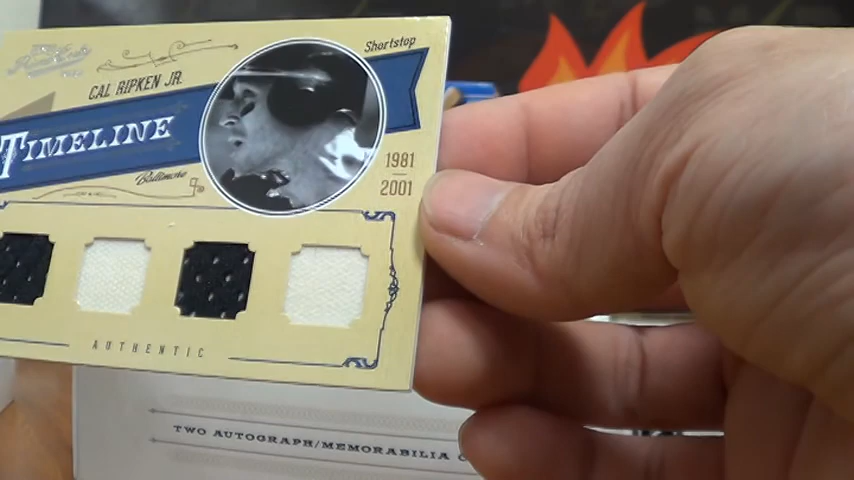 Shortstop
CAL RIPKEN JR.
TIMELINE
Baltimore
1981
2001
AUTHENTIC
TWO AUTOGRAPH/MEMORABILIA